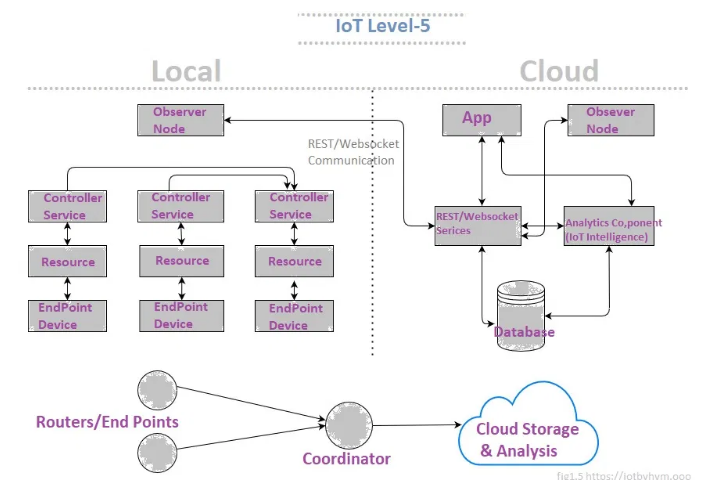 IoT Level-5
Local
Cloud
Observer
Node
App
Obsever
Node
REST/Websocket
Communication
Controller
Service
Controller
Service
Controller
Service
REST/Websocket
Serices
Analytics Co,ponent
(IoT Intelligence)
Resource
Resource
Resource
EndPoint
Device
EndPoint
Device
EndPoint
Device
Database
Routers/End Points
Coordinator
Cloud Storage
& Analysis
fig1.5 https://iotbyhvm.ooo